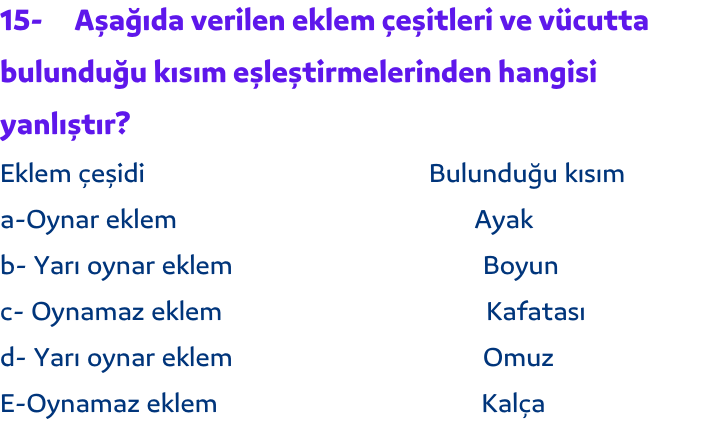 15- Aşağıda verilen eklem çeşitleri ve vücutta
bulunduğu kısım eşleştirmelerinden hangisi
yanlıştır?
Eklem çeşidi Bulunduğu kısım
a-Oynar eklem Ayak
b- Yarı oynar eklem Boyun
c- Oynamaz eklem Kafatası
d- Yarı oynar eklem Omuz
E-Oynamaz eklem Kalça